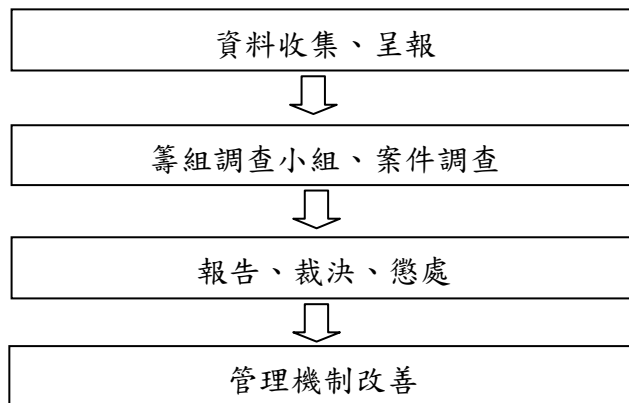 資料收集、呈報
籌組調查小組、案件調查
報告、裁決、懲處
管理機制改善